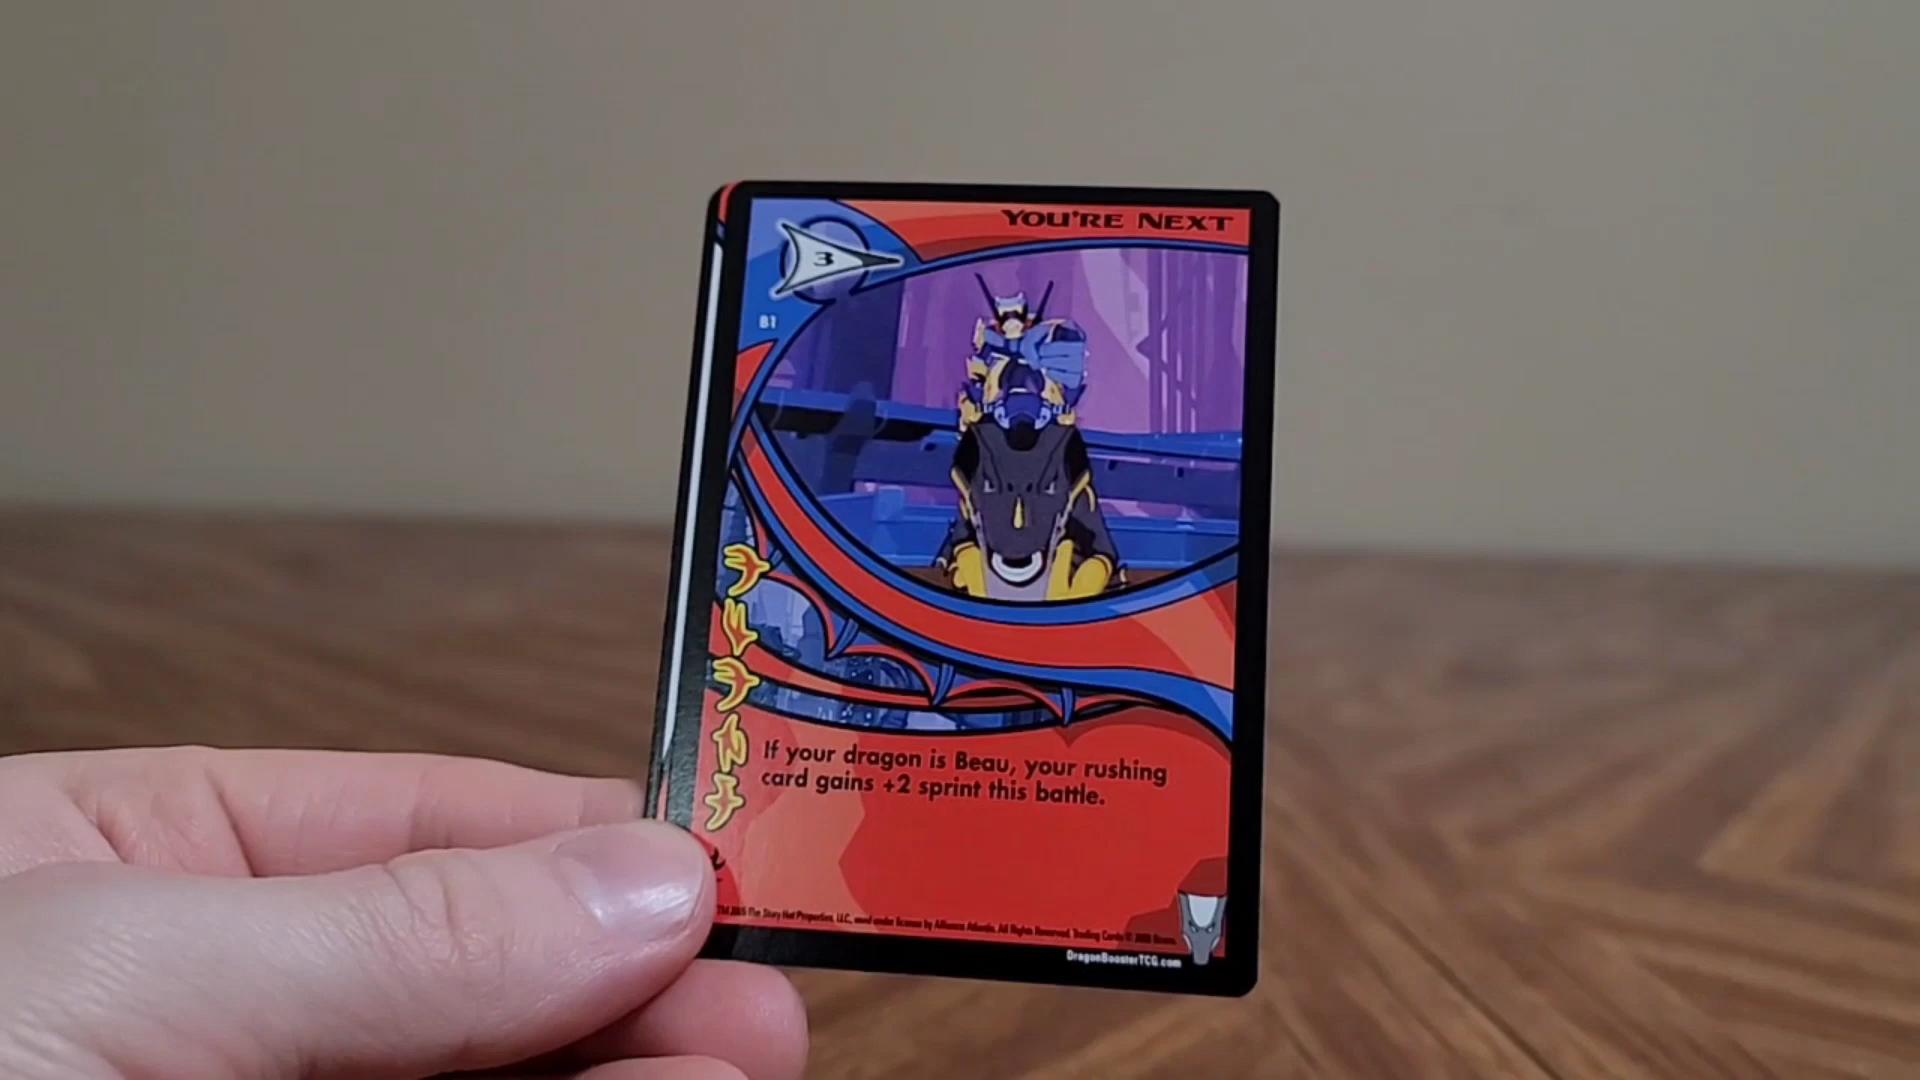 YOU'RE NEXT
3
B1
If your dragon is Beau, your rushing
card gains +2 sprint this battle.
TM 2005 The Story Hat Properties, LLC, used under license by Alliance Atlantis. All Rights Reserved. Trading Cards ©
DragonBoosterTCG.com